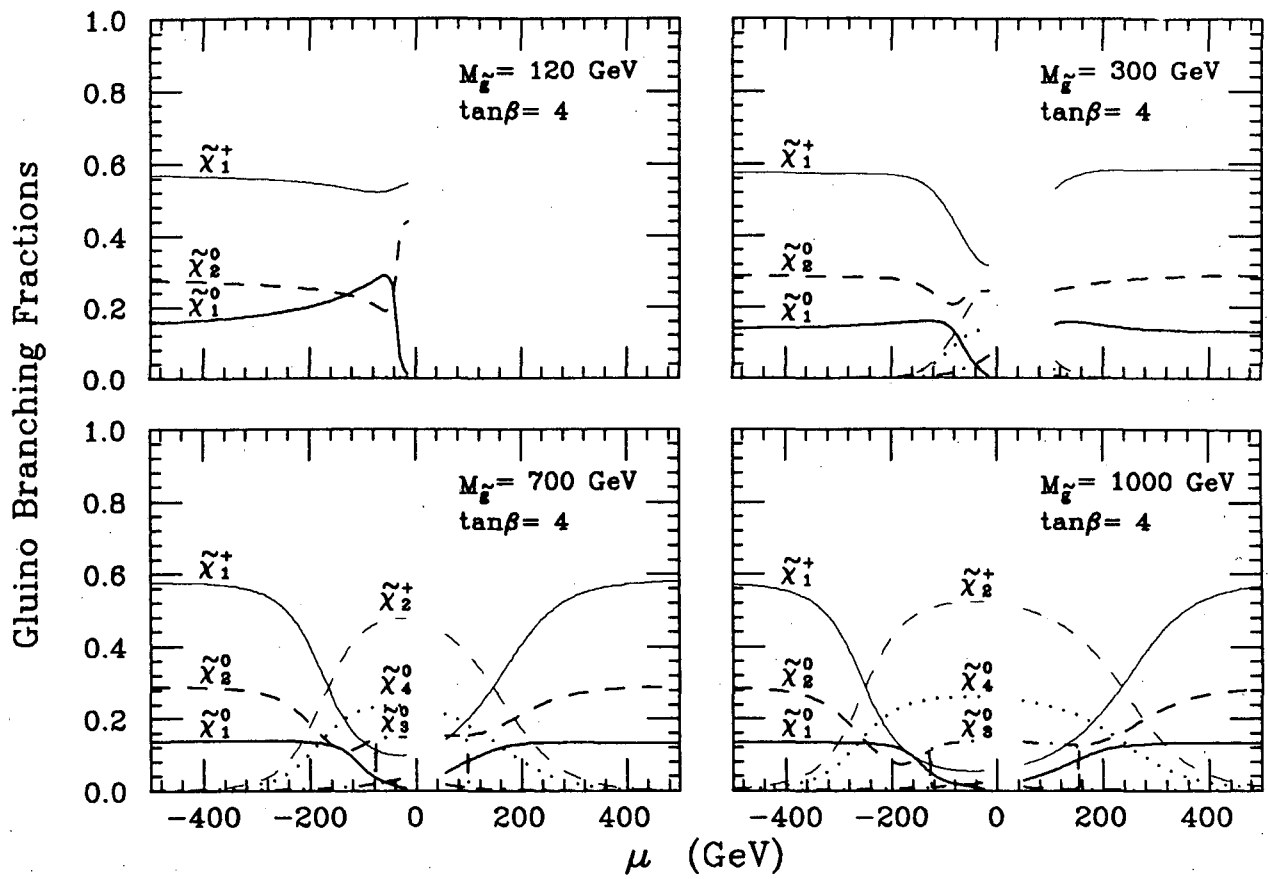 Gluino Branching Fractions
1.0
0.8
0.6
0.4
0.2
0.0
M_g̃ = 120 GeV
tanβ= 4
χ̃₁⁺
χ̃₂⁰
χ̃₁⁰
M_g̃ = 300 GeV
tanβ= 4
χ̃₁⁺
χ̃₂⁰
χ̃₁⁰
1.0
0.8
0.6
0.4
0.2
0.0
M_g̃ = 700 GeV
tanβ= 4
χ̃₁⁺
χ̃₂⁺
χ̃₂⁰
χ̃₄⁰
χ̃₁⁰
χ̃₃⁰
−400 −200 0 200 400
M_g̃ = 1000 GeV
tanβ= 4
χ̃₁⁺
χ̃₂⁺
χ̃₂⁰
χ̃₄⁰
χ̃₁⁰
χ̃₃⁰
−400 −200 0 200 400
μ (GeV)